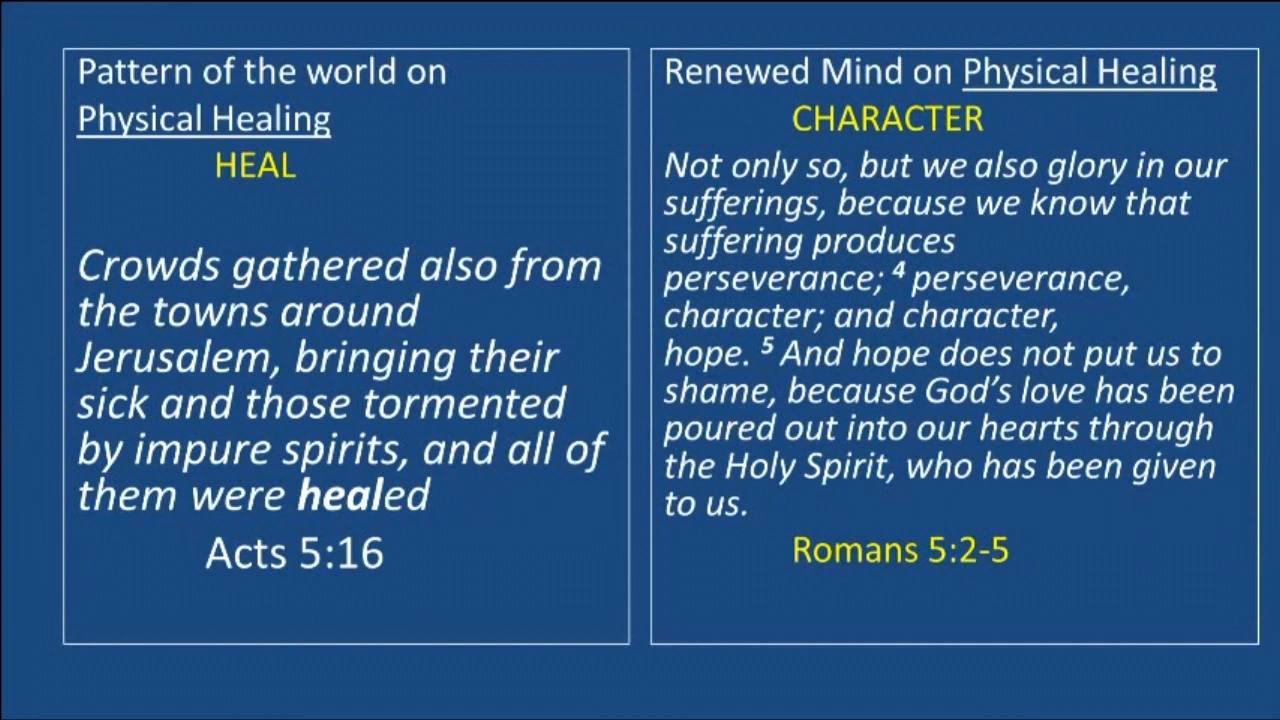 Pattern of the world on
Physical Healing
HEAL
Crowds gathered also from
the towns around
Jerusalem, bringing their
sick and those tormented
by impure spirits, and all of
them were healed
Acts 5:16
Renewed Mind on Physical Healing
CHARACTER
Not only so, but we also glory in our
sufferings, because we know that
suffering produces
perseverance; 4 perseverance,
character; and character,
hope. 5 And hope does not put us to
shame, because God’s love has been
poured out into our hearts through
the Holy Spirit, who has been given
to us.
Romans 5:2-5